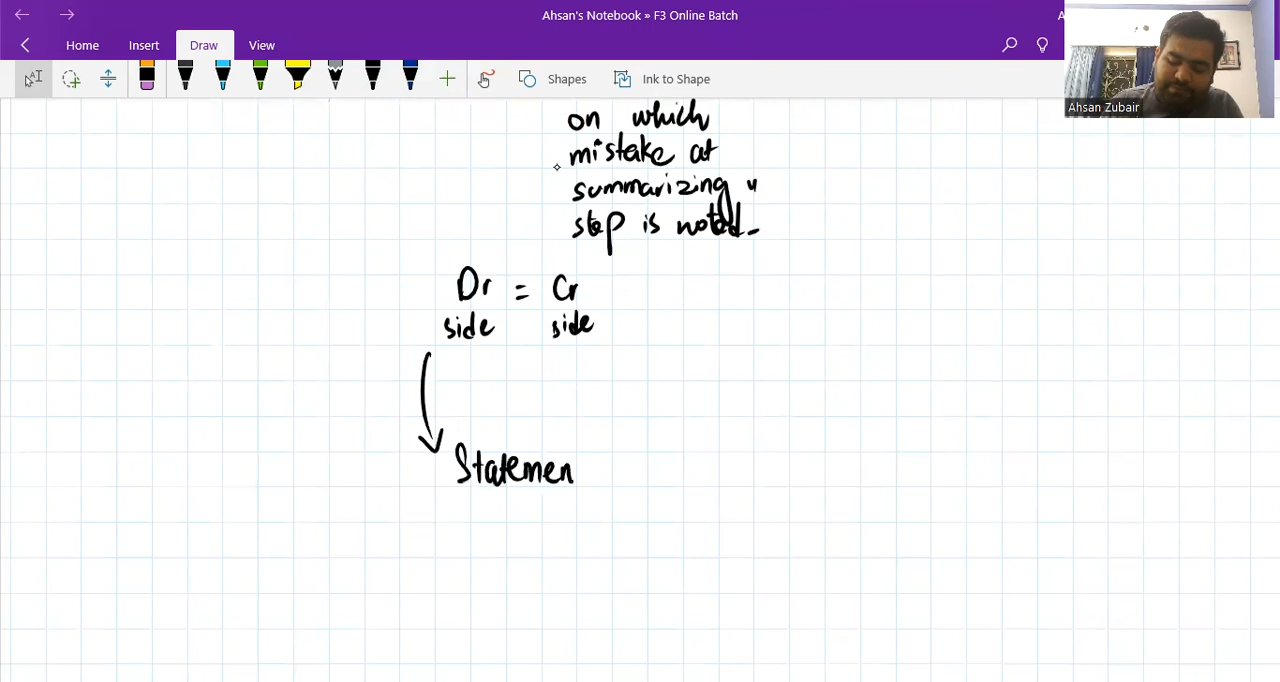 Ahsan's Notebook » F3 Online Batch
A
Home Insert Draw View
Shapes Ink to Shape
Ahsan Zubair
on which
mistake at
summarizing "
step is noted.
Dr = Cr
side side
Statemen